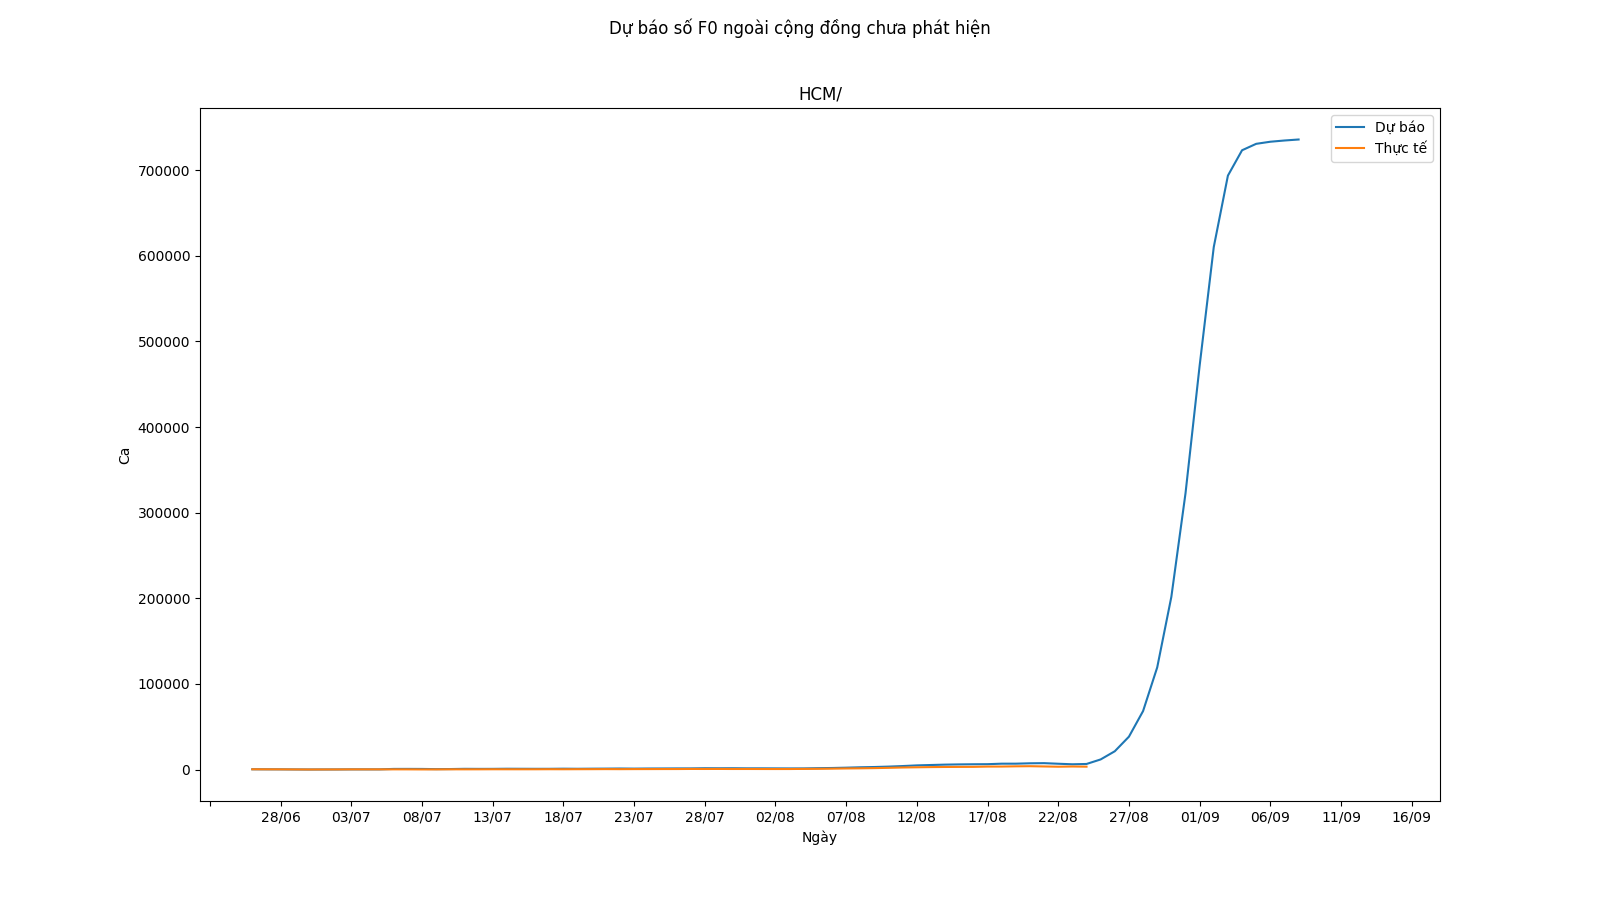 Dự báo số F0 ngoài cộng đồng chưa phát hiện
HCM/
Dự báo
Thực tế
700000
600000
500000
400000
300000
200000
100000
0
Ca
28/06 03/07 08/07 13/07 18/07 23/07 28/07 02/08 07/08 12/08 17/08 22/08 27/08 01/09 06/09 11/09 16/09
Ngày